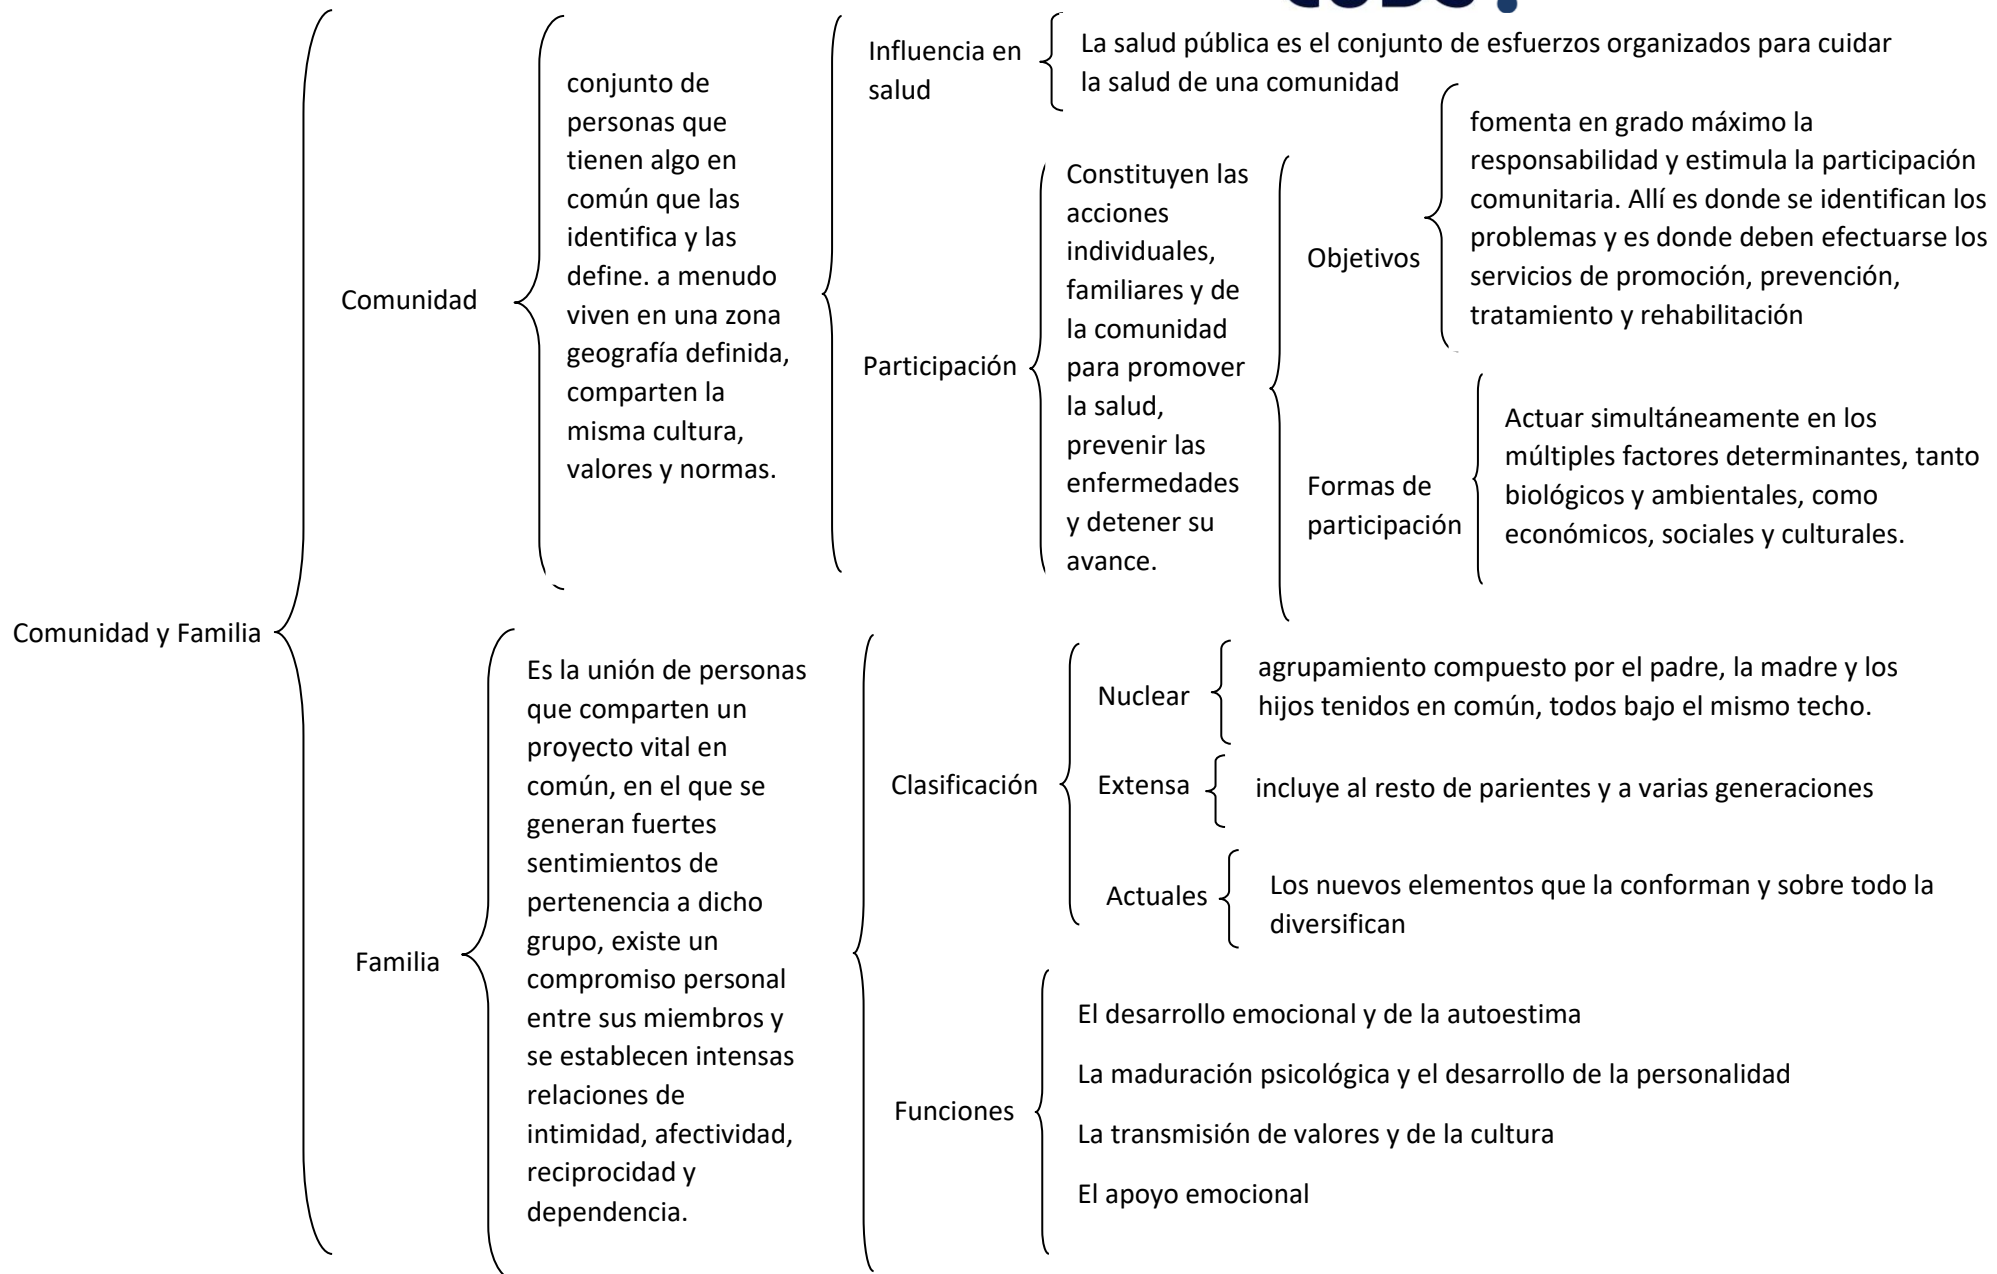 Comunidad y Familia
Comunidad
conjunto de
personas que
tienen algo en
común que las
identifica y las
define. a menudo
viven en una zona
geografía definida,
comparten la
misma cultura,
valores y normas.
Influencia en
salud
La salud pública es el conjunto de esfuerzos organizados para cuidar
la salud de una comunidad
Participación
Constituyen las
acciones
individuales,
familiares y de
la comunidad
para promover
la salud,
prevenir las
enfermedades
y detener su
avance.
Objetivos
fomenta en grado máximo la
responsabilidad y estimula la participación
comunitaria. Allí es donde se identifican los
problemas y es donde deben efectuarse los
servicios de promoción, prevención,
tratamiento y rehabilitación
Formas de
participación
Actuar simultáneamente en los
múltiples factores determinantes, tanto
biológicos y ambientales, como
económicos, sociales y culturales.
Familia
Es la unión de personas
que comparten un
proyecto vital en
común, en el que se
generan fuertes
sentimientos de
pertenencia a dicho
grupo, existe un
compromiso personal
entre sus miembros y
se establecen intensas
relaciones de
intimidad, afectividad,
reciprocidad y
dependencia.
Clasificación
Nuclear
agrupamiento compuesto por el padre, la madre y los
hijos tenidos en común, todos bajo el mismo techo.
Extensa
incluye al resto de parientes y a varias generaciones
Actuales
Los nuevos elementos que la conforman y sobre todo la
diversifican
Funciones
El desarrollo emocional y de la autoestima
La maduración psicológica y el desarrollo de la personalidad
La transmisión de valores y de la cultura
El apoyo emocional